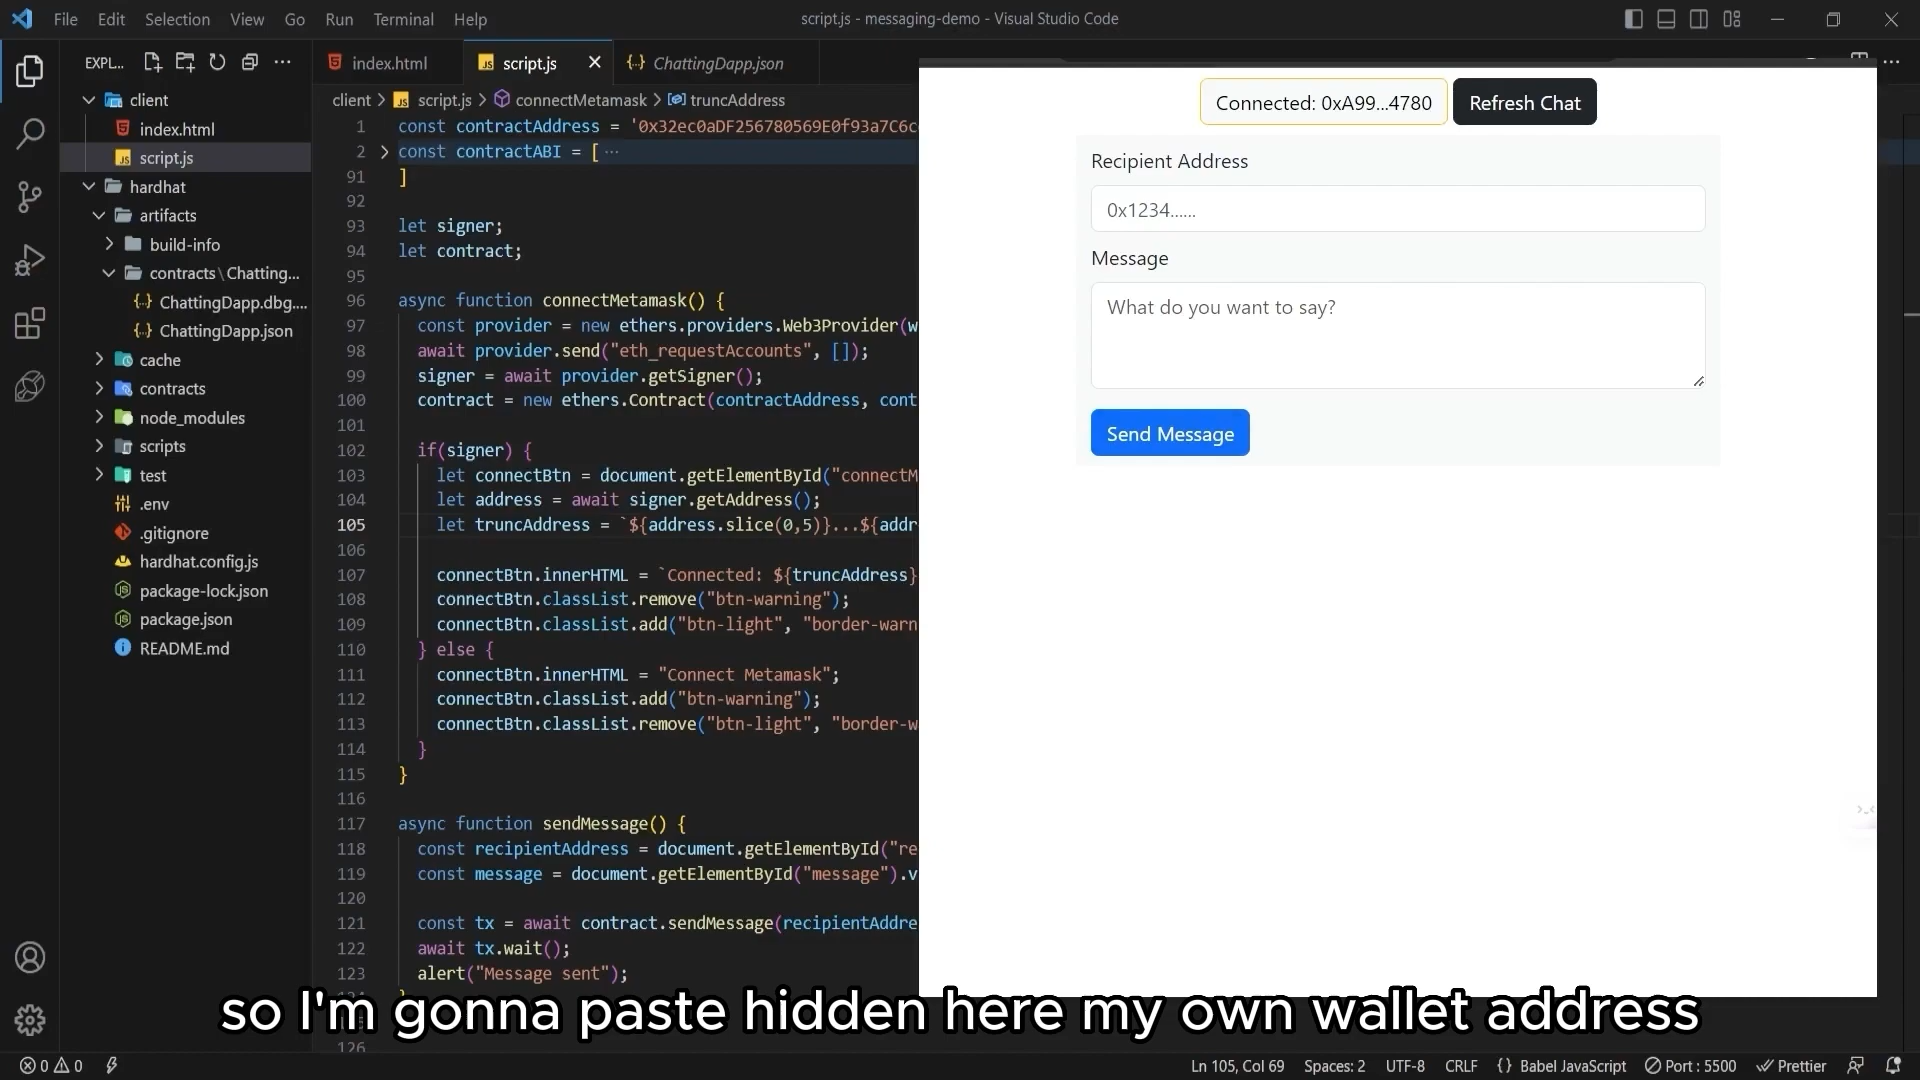 File Edit Selection View Go Run Terminal Help
script.js - messaging-demo - Visual Studio Code
EXPL...
client
index.html
script.js
hardhat
artifacts
build-info
contracts\Chatting...
ChattingDapp.dbg....
ChattingDapp.json
cache
contracts
node_modules
scripts
test
.env
.gitignore
hardhat.config.js
package-lock.json
package.json
README.md
index.html
script.js
ChattingDapp.json
client > script.js > connectMetamask > truncAddress
1 const contractAddress = '0x32ec0aDF256780569E0f93a7C6c
2 const contractABI = [ ...
91 ]
92
93 let signer;
94 let contract;
95
96 async function connectMetamask() {
97 const provider = new ethers.providers.Web3Provider(w
98 await provider.send("eth_requestAccounts", []);
99 signer = await provider.getSigner();
100 contract = new ethers.Contract(contractAddress, cont
101
102 if(signer) {
103 let connectBtn = document.getElementById("connectM
104 let address = await signer.getAddress();
105 let truncAddress = `${address.slice(0,5)}...${addr
106
107 connectBtn.innerHTML = `Connected: ${truncAddress}
108 connectBtn.classList.remove("btn-warning");
109 connectBtn.classList.add("btn-light", "border-warn
110 } else {
111 connectBtn.innerHTML = "Connect Metamask";
112 connectBtn.classList.add("btn-warning");
113 connectBtn.classList.remove("btn-light", "border-w
114 }
115 }
116
117 async function sendMessage() {
118 const recipientAddress = document.getElementById("re
119 const message = document.getElementById("message").v
120
121 const tx = await contract.sendMessage(recipientAddre
122 await tx.wait();
123 alert("Message sent");
126
Connected: 0xA99...4780
Refresh Chat
Recipient Address
0x1234......
Message
What do you want to say?
Send Message
so I'm gonna paste hidden here my own wallet address
0 0
Ln 105, Col 69 Spaces: 2 UTF-8 CRLF {} Babel JavaScript Port : 5500 Prettier